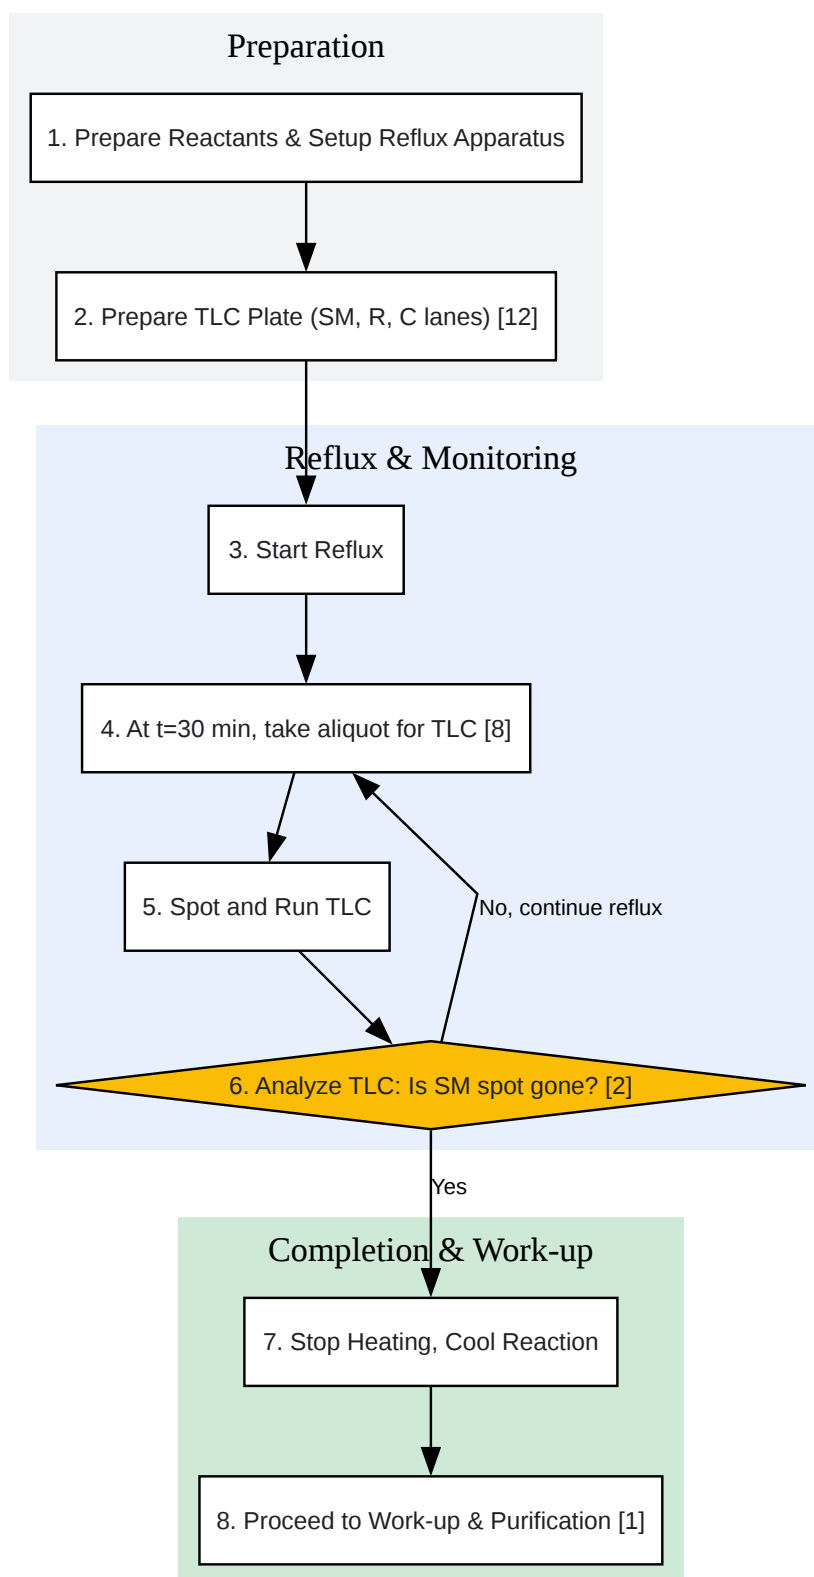 Preparation
1. Prepare Reactants & Setup Reflux Apparatus
2. Prepare TLC Plate (SM, R, C lanes) [12]
Reflux & Monitoring
3. Start Reflux
4. At t=30 min, take aliquot for TLC [8]
5. Spot and Run TLC
No, continue reflux
6. Analyze TLC: Is SM spot gone? [2]
Yes
Completion & Work-up
7. Stop Heating, Cool Reaction
8. Proceed to Work-up & Purification [1]